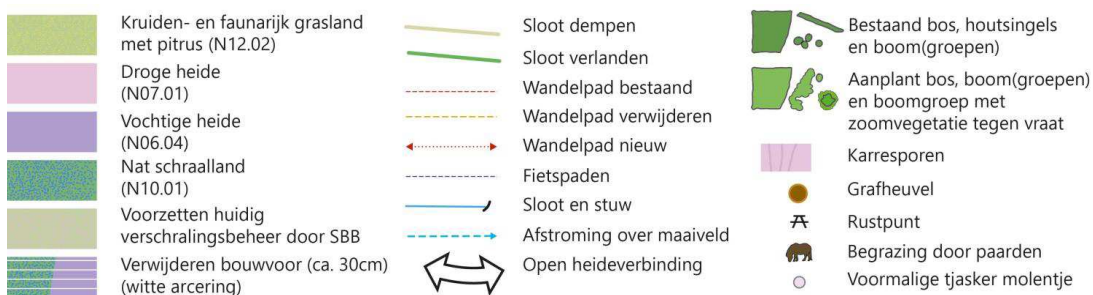 Kruiden- en faunarijk grasland
met pitrus (N12.02)
Droge heide
(N07.01)
Vochtige heide
(N06.04)
Nat schraalland
(N10.01)
Voorzetten huidig
verschralingsbeheer door SBB
Verwijderen bouwvoor (ca. 30cm)
(witte arcering)
Sloot dempen
Sloot verlanden
Wandelpad bestaand
Wandelpad verwijderen
Wandelpad nieuw
Fietspaden
Sloot en stuw
Afstroming over maaiveld
Open heideverbinding
Bestaand bos, houtsingels
en boom(groepen)
Aanplant bos, boom(groepen)
en boomgroep met
zoomvegetatie tegen vraat
Karresporen
Grafheuvel
Rustpunt
Begrazing door paarden
Voormalige tjasker molentje